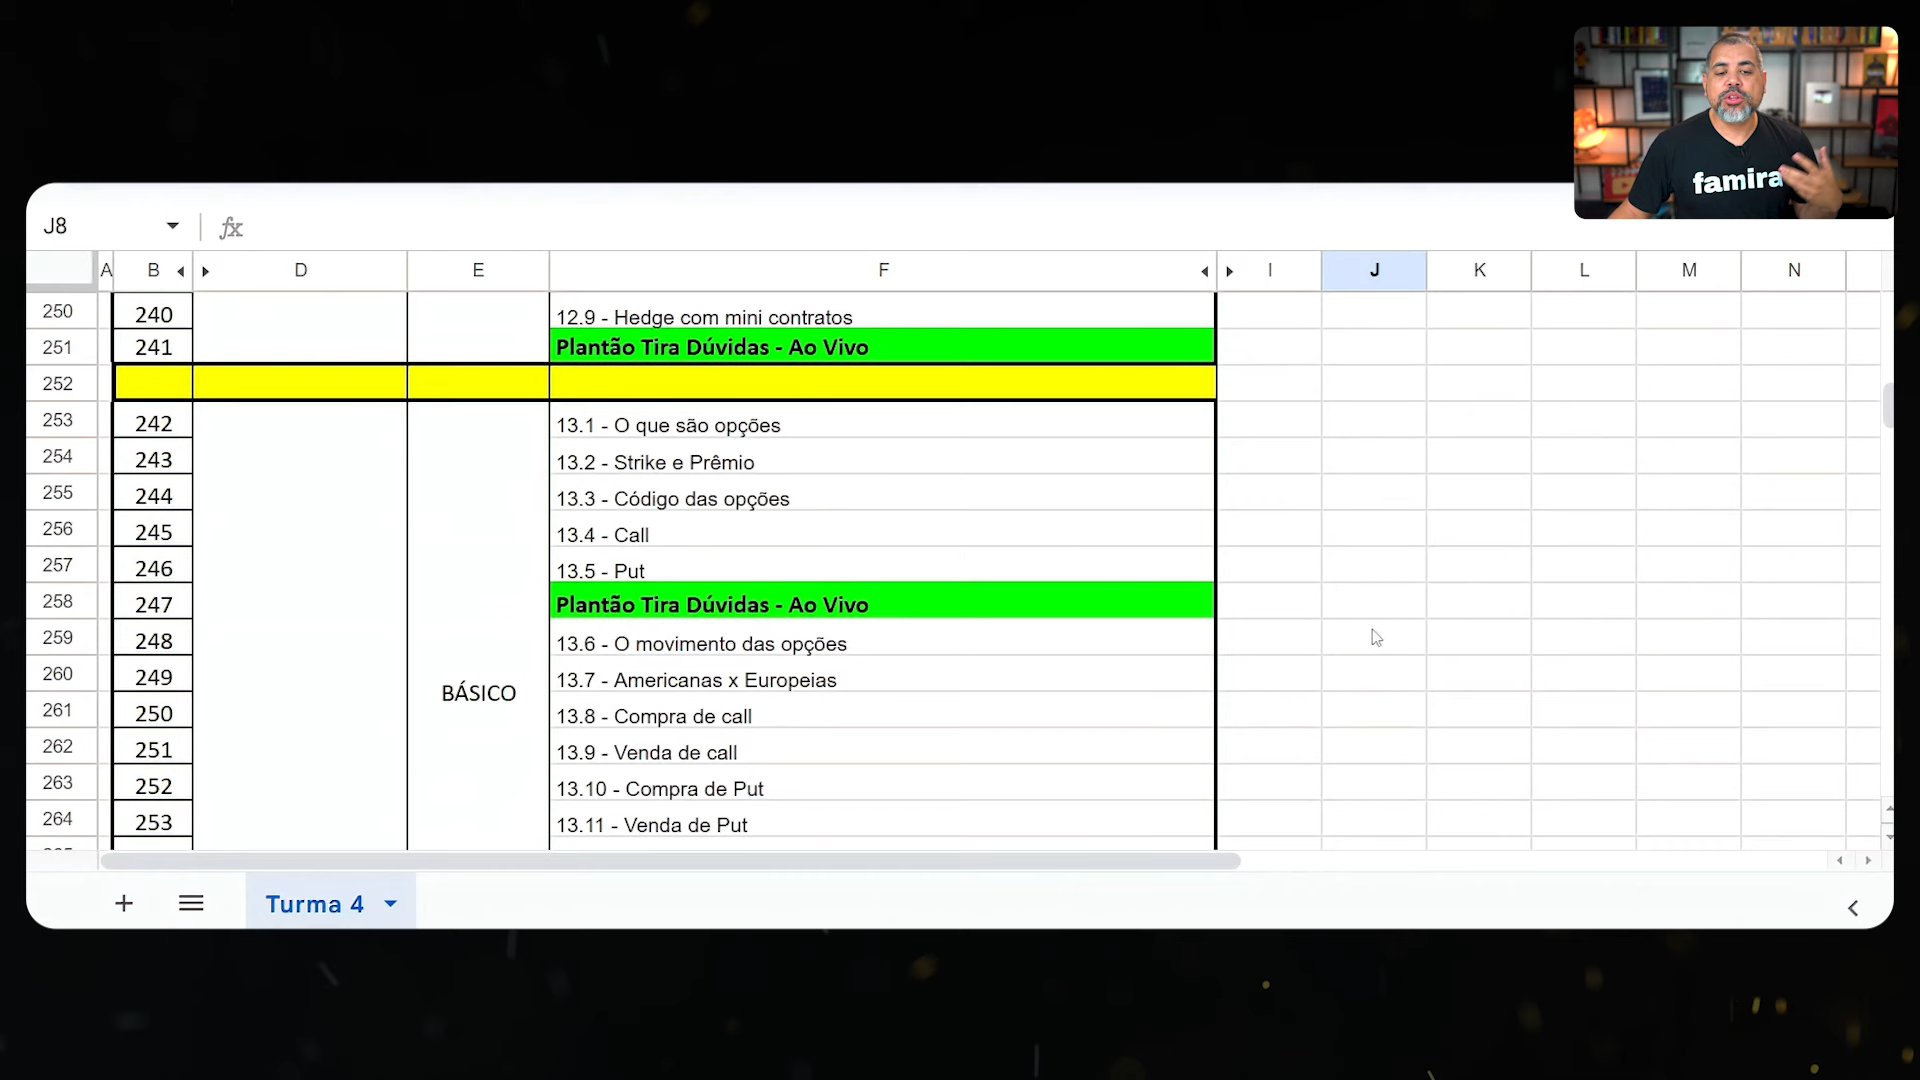 famira
J8
fx
A B D E F I J K L M N
250 240 12.9 - Hedge com mini contratos
251 241 Plantão Tira Dúvidas - Ao Vivo
252
253 242 13.1 - O que são opções
254 243 13.2 - Strike e Prêmio
255 244 13.3 - Código das opções
256 245 13.4 - Call
257 246 13.5 - Put
258 247 Plantão Tira Dúvidas - Ao Vivo
259 248 13.6 - O movimento das opções
260 249 13.7 - Americanas x Europeias
261 250 BÁSICO 13.8 - Compra de call
262 251 13.9 - Venda de call
263 252 13.10 - Compra de Put
264 253 13.11 - Venda de Put
Turma 4